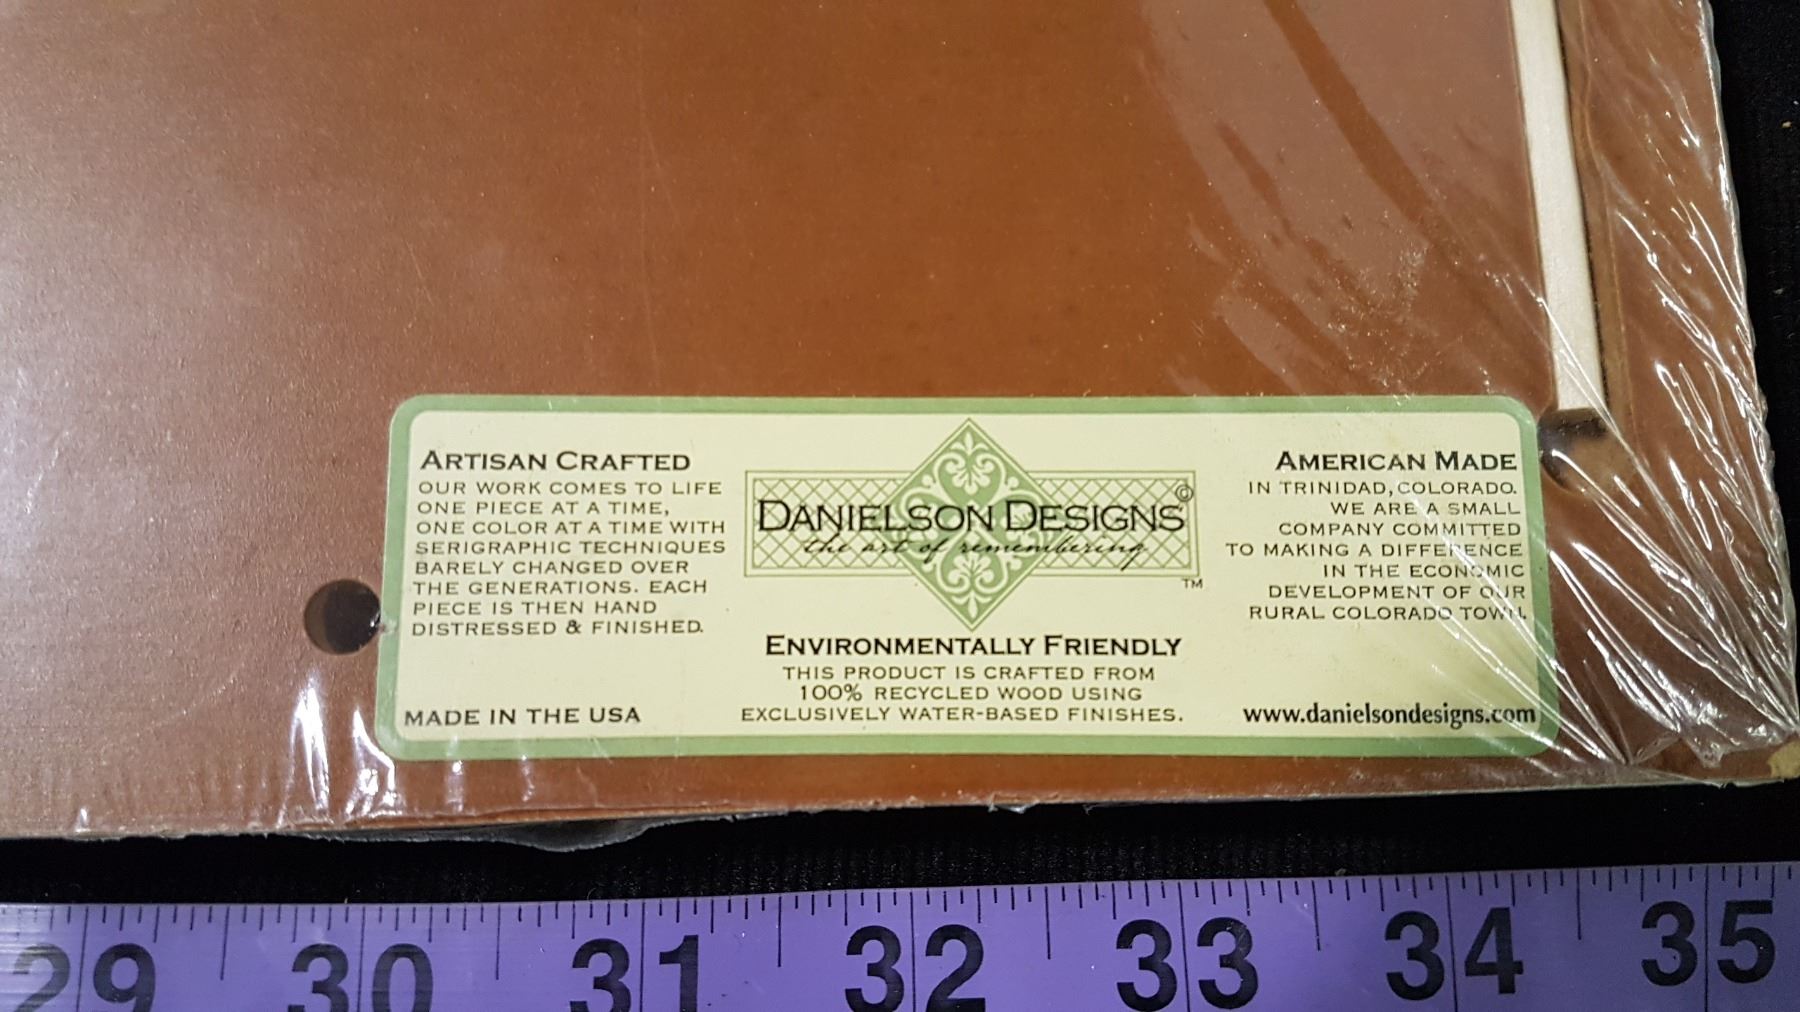 ARTISAN CRAFTED
OUR WORK COMES TO LIFE
ONE PIECE AT A TIME,
ONE COLOR AT A TIME WITH
SERIGRAPHIC TECHNIQUES
BARELY CHANGED OVER
THE GENERATIONS. EACH
PIECE IS THEN HAND
DISTRESSED & FINISHED.
MADE IN THE USA
DANIELSON DESIGNS©
the art of remembering
TM
ENVIRONMENTALLY FRIENDLY
THIS PRODUCT IS CRAFTED FROM
100% RECYCLED WOOD USING
EXCLUSIVELY WATER-BASED FINISHES.
AMERICAN MADE
IN TRINIDAD, COLORADO.
WE ARE A SMALL
COMPANY COMMITTED
TO MAKING A DIFFERENCE
IN THE ECONOMIC
DEVELOPMENT OF OUR
RURAL COLORADO TOWN.
www.danielsondesigns.com
29 30 31 32 33 34 35